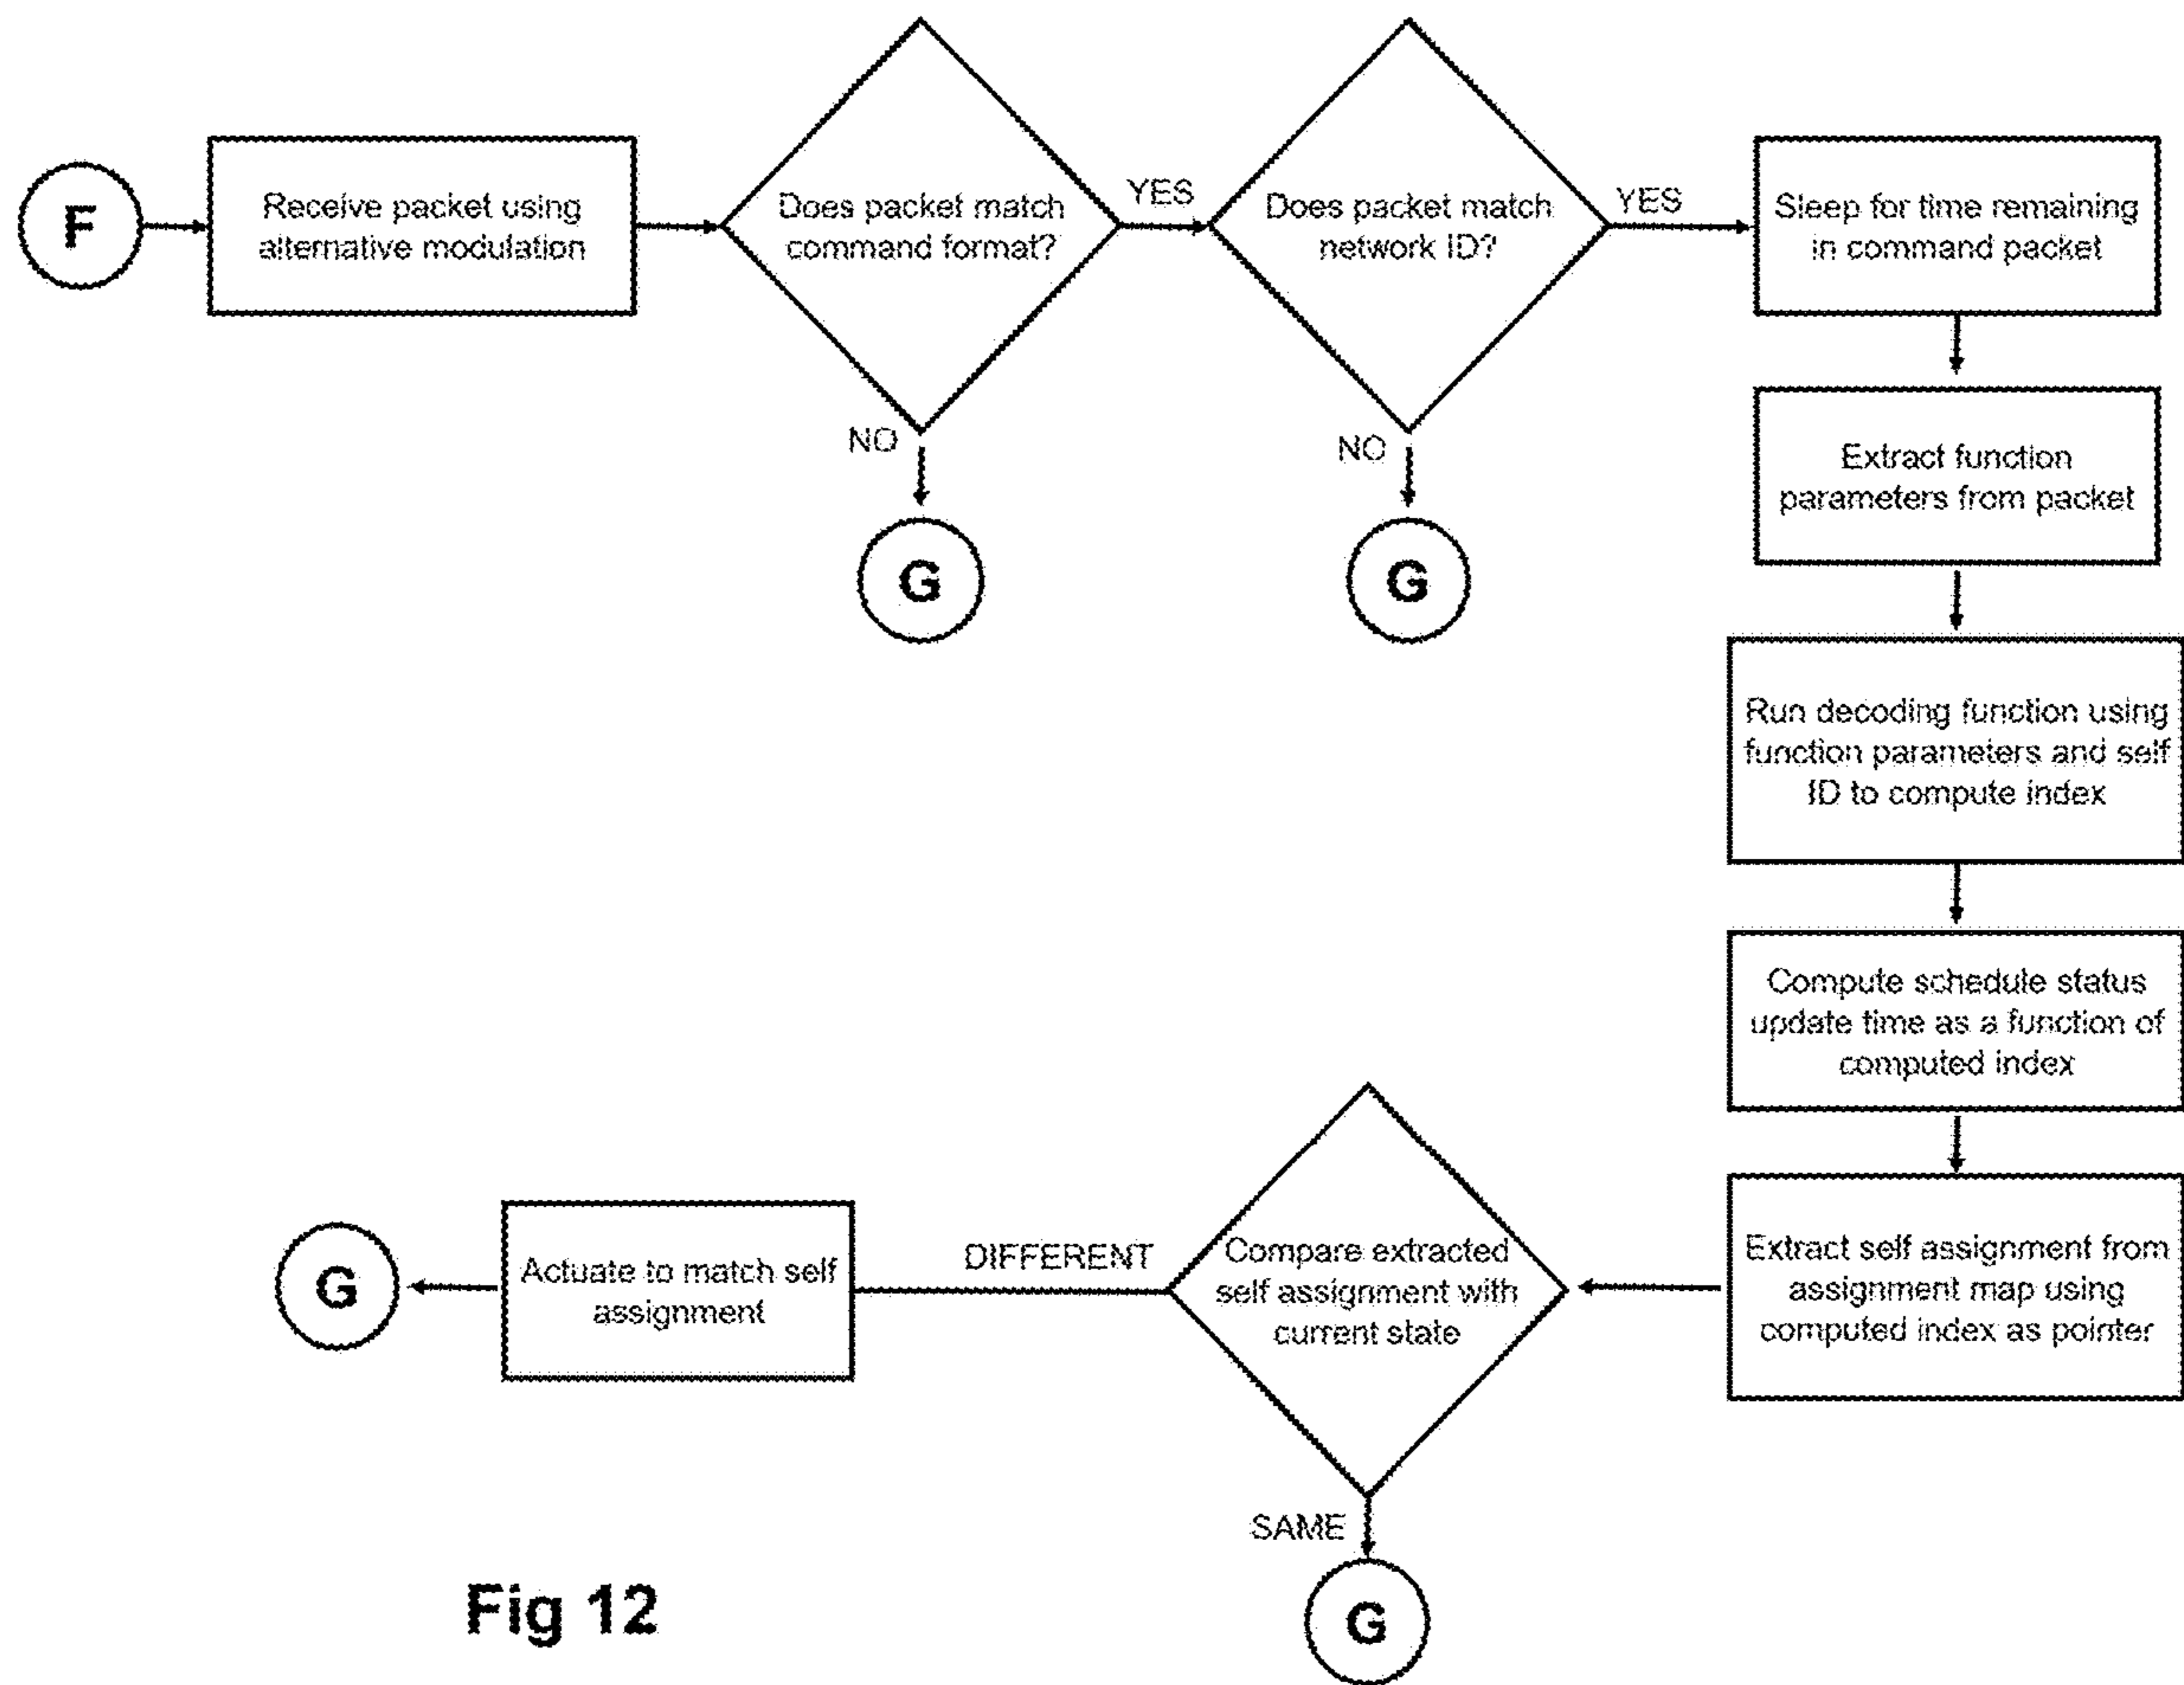 F
Receive packet using
alternative modulation
Does packet match
command format?
YES
Does packet match
network ID?
YES
Sleep for time remaining
in command packet
NO
G
NO
G
Extract function
parameters from packet
Run decoding function using
function parameters and self
ID to compute index
Compute schedule status
update time as a function of
computed index
Extract self assignment from
assignment map using
computed index as pointer
Compare extracted
self assignment with
current state
DIFFERENT
Actuate to match self
assignment
G
SAME
G
Fig 12